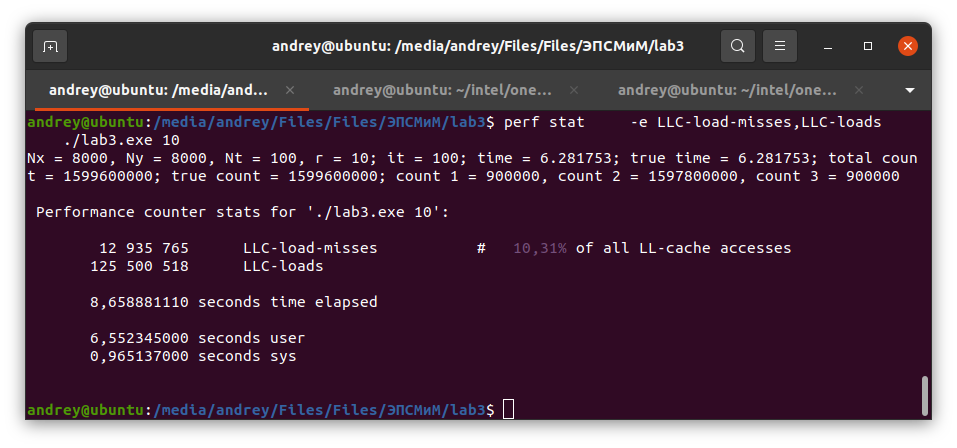 andrey@ubuntu: /media/andrey/Files/Files/ЭПСМиМ/lab3
andrey@ubuntu: /media/and... × andrey@ubuntu: ~/intel/one... × andrey@ubuntu: ~/intel/one... ×
andrey@ubuntu:/media/andrey/Files/Files/ЭПСМиМ/lab3$ perf stat     -e LLC-load-misses,LLC-loads
    ./lab3.exe 10
Nx = 8000, Ny = 8000, Nt = 100, r = 10; it = 100; time = 6.281753; true time = 6.281753; total coun
t = 1599600000; true count = 1599600000; count 1 = 900000, count 2 = 1597800000, count 3 = 900000
 Performance counter stats for './lab3.exe 10':
        12 935 765      LLC-load-misses           #   10,31% of all LL-cache accesses
       125 500 518      LLC-loads
       8,658881110 seconds time elapsed
       6,552345000 seconds user
       0,965137000 seconds sys
andrey@ubuntu:/media/andrey/Files/Files/ЭПСМиМ/lab3$